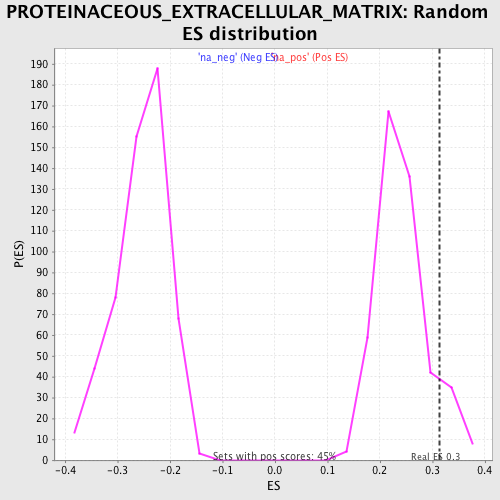 PROTEINACEOUS_EXTRACELLULAR_MATRIX: Random
ES distribution
'na_neg' (Neg ES) 'na_pos' (Pos ES)
190
180
170
160
150
140
130
120
110
100
90
80
70
60
50
40
30
20
10
0
P(ES)
Sets with pos scores: 45%
Real ES 0.3
-0.4 -0.3 -0.2 -0.1 0.0 0.1 0.2 0.3 0.4
ES